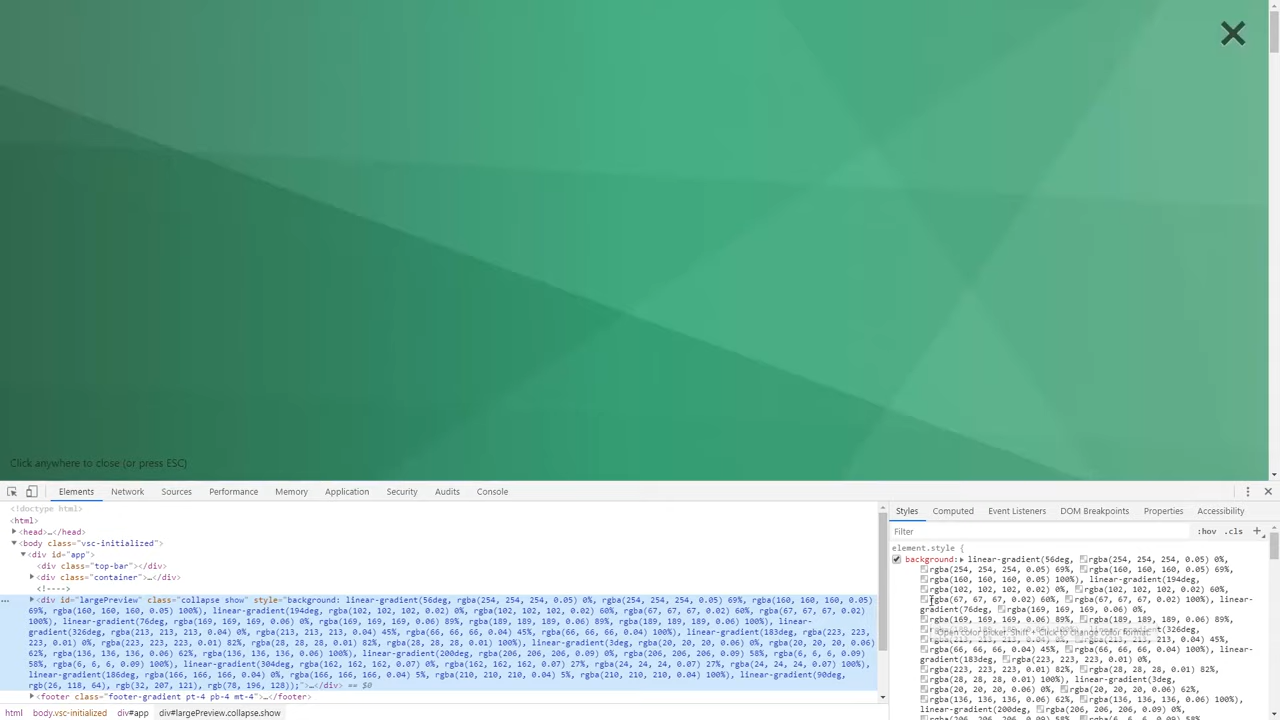 Click anywhere to close (or press ESC)
Elements Network Sources Performance Memory Application Security Audits Console
<!doctype html>
<html>
<head>…</head>
<body class="vsc-initialized">
<div id="app">
<div class="top-bar"></div>
<div class="container">…</div>
<!---->
<div id="largePreview" class="collapse show" style="background: linear-gradient(56deg, rgba(254, 254, 254, 0.05) 0%, rgba(254, 254, 254, 0.05)
69%, rgba(160, 160, 160, 0.05) 69%, rgba(160, 160, 160, 0.05) 100%), linear-gradient(194deg, rgba(102, 102, 102, 0.02) 0%, rgba(102, 102, 102, 0.02) 60%, rgba(67, 67, 67, 0.02) 60%, rgba(67, 67, 67, 0.02)
100%), linear-gradient(76deg, rgba(169, 169, 169, 0.06) 0%, rgba(169, 169, 169, 0.06) 89%, rgba(189, 189, 189, 0.06) 89%, rgba(189, 189, 189, 0.06) 100%), linear-
gradient(326deg, rgba(213, 213, 213, 0.04) 0%, rgba(213, 213, 213, 0.04) 45%, rgba(66, 66, 66, 0.04) 45%, rgba(66, 66, 66, 0.04) 100%), linear-gradient(183deg, rgba(223,
223, 223, 0.01) 0%, rgba(223, 223, 223, 0.01) 82%, rgba(28, 28, 28, 0.01) 82%, rgba(28, 28, 28, 0.01) 100%), linear-gradient(3deg, rgba(20, 20, 20, 0.06) 0%, rgba(20, 20, 20, 0.06)
62%, rgba(136, 136, 136, 0.06) 62%, rgba(136, 136, 136, 0.06) 100%), linear-gradient(200deg, rgba(206, 206, 206, 0.09) 0%, rgba(206, 206, 206, 0.09)
58%, rgba(6, 6, 6, 0.09) 58%, rgba(6, 6, 6, 0.09) 100%), linear-gradient(304deg, rgba(162, 162, 162, 0.07) 0%, rgba(162, 162, 162, 0.07) 27%, rgba(24, 24, 24, 0.07) 27%, rgba(24, 24, 24, 0.07) 100%),
linear-gradient(186deg, rgba(166, 166, 166, 0.04) 0%, rgba(166, 166, 166, 0.04) 5%, rgba(210, 210, 210, 0.04) 5%, rgba(210, 210, 210, 0.04) 100%), linear-gradient(90deg,
rgb(26, 118, 64), rgb(32, 207, 121), rgb(78, 196, 128));">…</div> == $0
<footer class="footer-gradient pt-4 pb-4 mt-4">…</footer>
html body.vsc-initialized div#app div#largePreview.collapse.show
Styles Computed Event Listeners DOM Breakpoints Properties Accessibility
Filter :hov .cls +
element.style {
background: linear-gradient(56deg, rgba(254, 254, 254, 0.05) 0%,
rgba(254, 254, 254, 0.05) 69%,
rgba(160, 160, 160, 0.05) 100%), linear-gradient(194deg,
rgba(102, 102, 102, 0.02) 0%, rgba(102, 102, 102, 0.02) 60%,
rgba(67, 67, 67, 0.02) 60%, rgba(67, 67, 67, 0.02) 100%), linear-
gradient(76deg, rgba(169, 169, 169, 0.06) 0%,
rgba(169, 169, 169, 0.06) 89%, rgba(189, 189, 189, 0.06) 89%,
Open color picker. Shift + Click to change color format.
rgba(66, 66, 66, 0.04) 45%, rgba(66, 66, 66, 0.04) 100%), linear-
gradient(183deg, rgba(223, 223, 223, 0.01) 0%,
rgba(223, 223, 223, 0.01) 82%, rgba(28, 28, 28, 0.01) 82%,
rgba(28, 28, 28, 0.01) 100%), linear-gradient(3deg,
rgba(20, 20, 20, 0.06) 0%, rgba(20, 20, 20, 0.06) 62%,
rgba(136, 136, 136, 0.06) 62%, rgba(136, 136, 136, 0.06) 100%),
linear-gradient(200deg, rgba(206, 206, 206, 0.09) 0%,